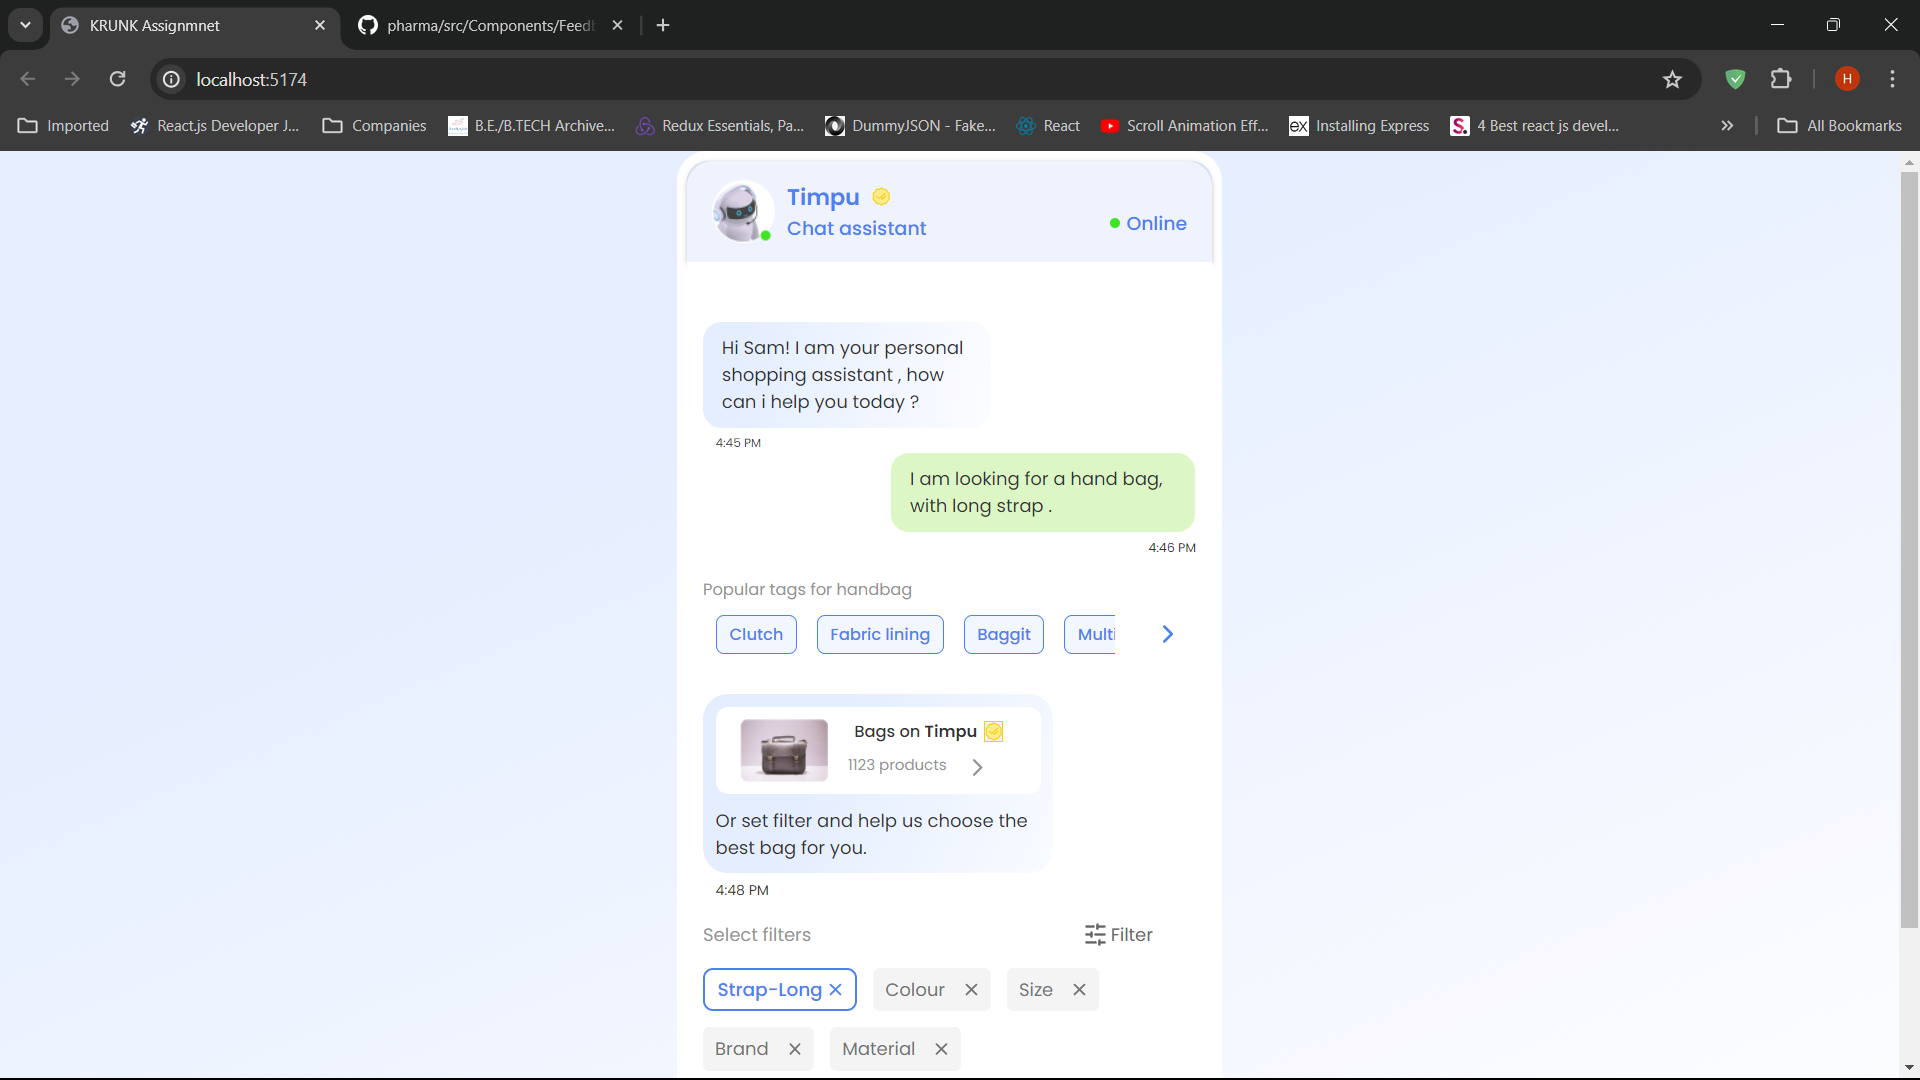 KRUNK Assignmnet
pharma/src/Components/Feedb
localhost:5174
H
Imported
React.js Developer J...
Companies
B.E./B.TECH Archive...
Redux Essentials, Pa...
DummyJSON - Fake...
React
Scroll Animation Eff...
ex
Installing Express
S.
4 Best react js devel...
All Bookmarks
Timpu
Chat assistant
Online
Hi Sam! I am your personal
shopping assistant , how
can i help you today ?
4:45 PM
I am looking for a hand bag,
with long strap .
4:46 PM
Popular tags for handbag
Clutch
Fabric lining
Baggit
Multi
Bags on Timpu
1123 products
Or set filter and help us choose the
best bag for you.
4:48 PM
Select filters
Filter
Strap-Long
Colour
Size
Brand
Material